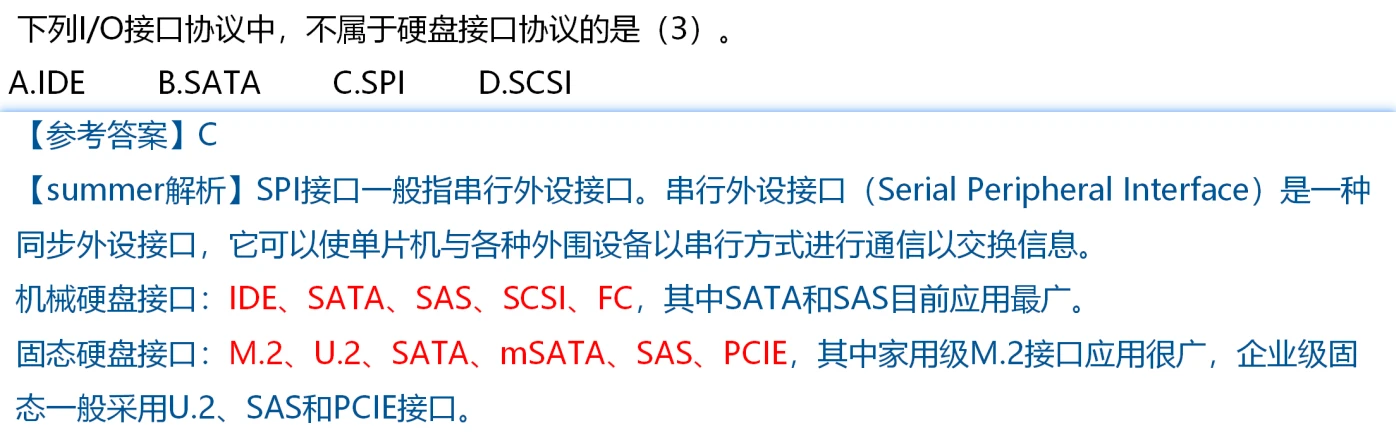 下列I/O接口协议中，不属于硬盘接口协议的是（3）。
A.IDE B.SATA C.SPI D.SCSI
【参考答案】C
【summer解析】SPI接口一般指串行外设接口。串行外设接口（Serial Peripheral Interface）是一种
同步外设接口，它可以使单片机与各种外围设备以串行方式进行通信以交换信息。
机械硬盘接口：IDE、SATA、SAS、SCSI、FC，其中SATA和SAS目前应用最广。
固态硬盘接口：M.2、U.2、SATA、mSATA、SAS、PCIE，其中家用级M.2接口应用很广，企业级固
态一般采用U.2、SAS和PCIE接口。